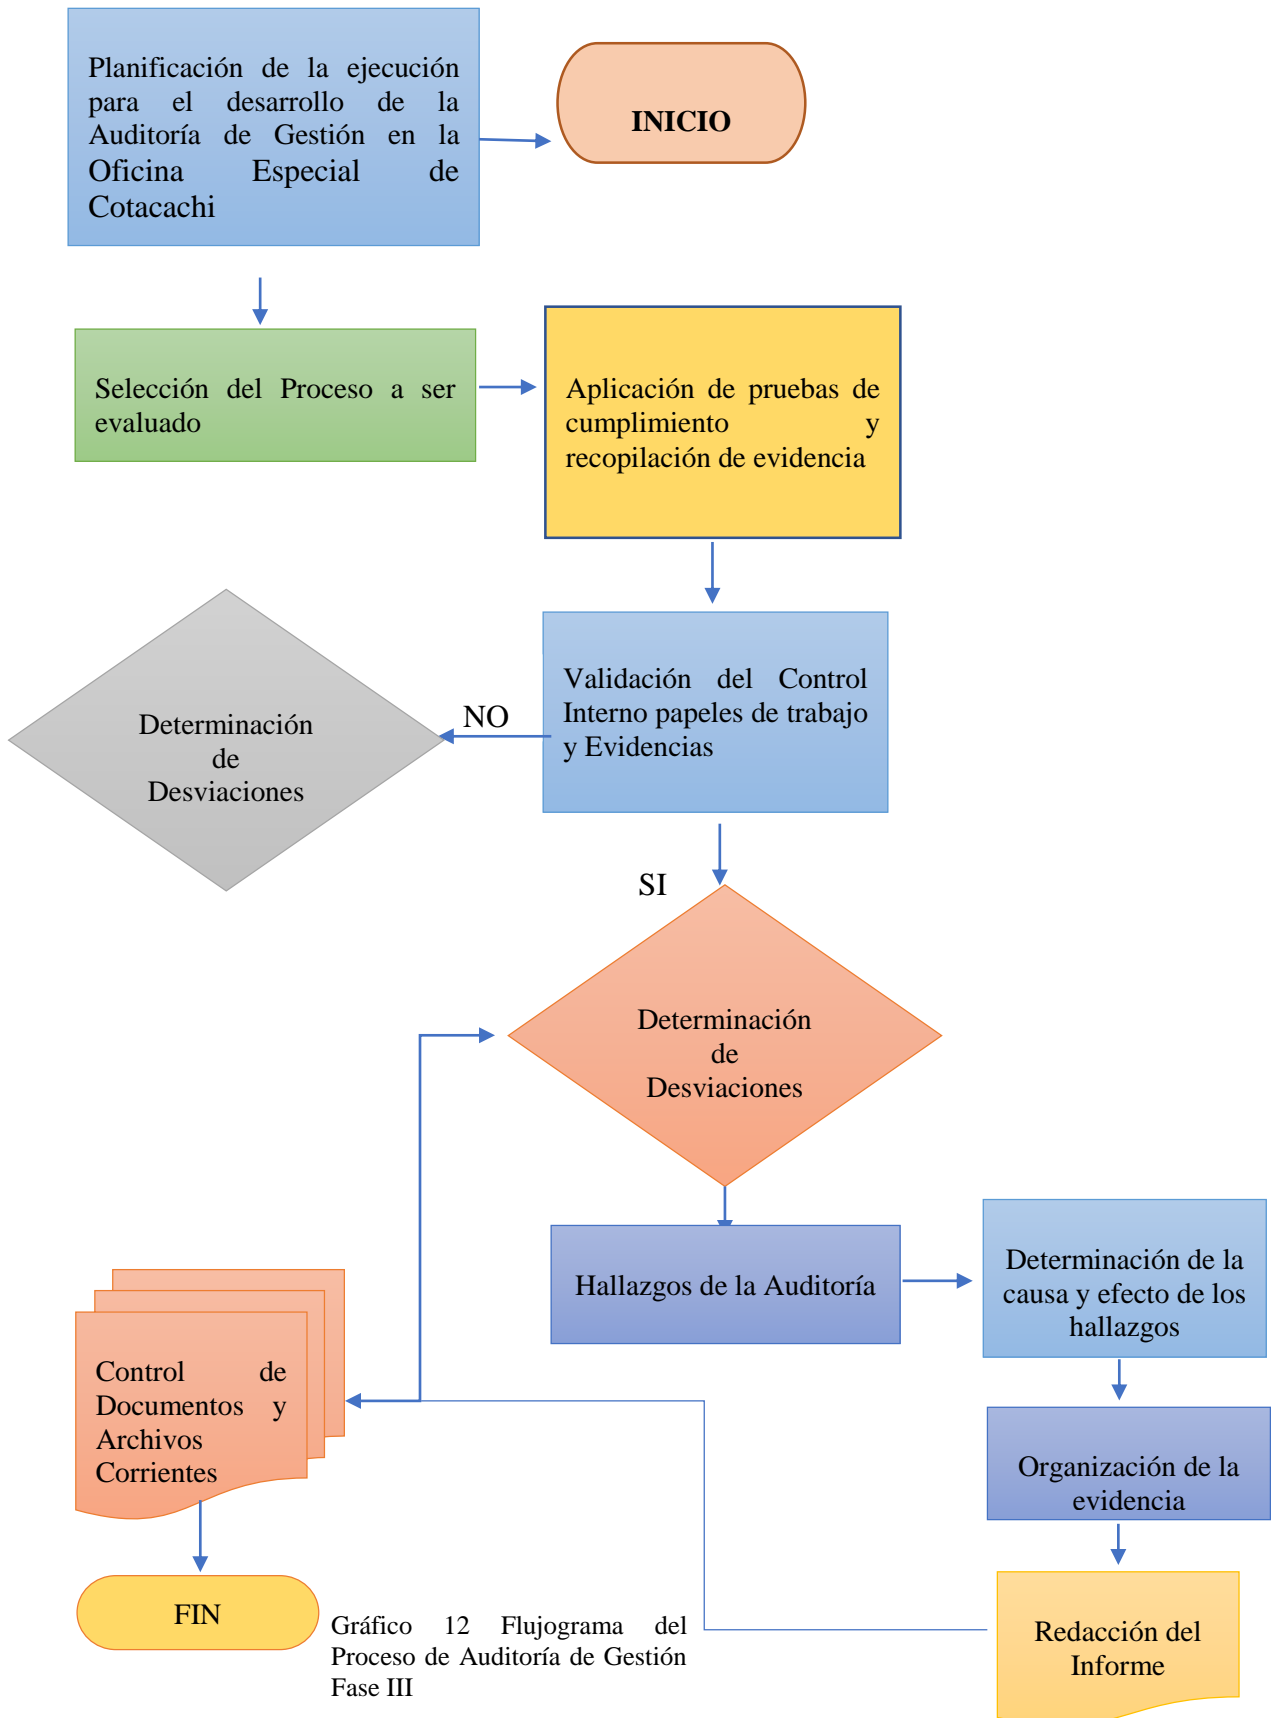 Planificación de la ejecución
para el desarrollo de la
Auditoría de Gestión en la
Oficina Especial de
Cotacachi
INICIO
Selección del Proceso a ser
evaluado
Aplicación de pruebas de
cumplimiento y
recopilación de evidencia
Validación del Control
Interno papeles de trabajo
y Evidencias
NO
Determinación
de
Desviaciones
SI
Determinación
de
Desviaciones
Hallazgos de la Auditoría
Determinación de la
causa y efecto de los
hallazgos
Organización de la
evidencia
Redacción del
Informe
Control de
Documentos y
Archivos
Corrientes
FIN
Gráfico 12 Flujograma del
Proceso de Auditoría de Gestión
Fase III